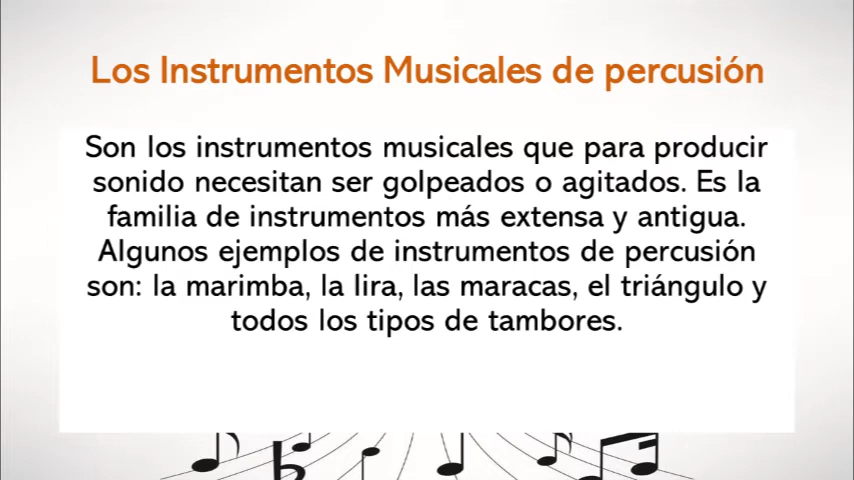 Los Instrumentos Musicales de percusión
Son los instrumentos musicales que para producir
sonido necesitan ser golpeados o agitados. Es la
familia de instrumentos más extensa y antigua.
Algunos ejemplos de instrumentos de percusión
son: la marimba, la lira, las maracas, el triángulo y
todos los tipos de tambores.